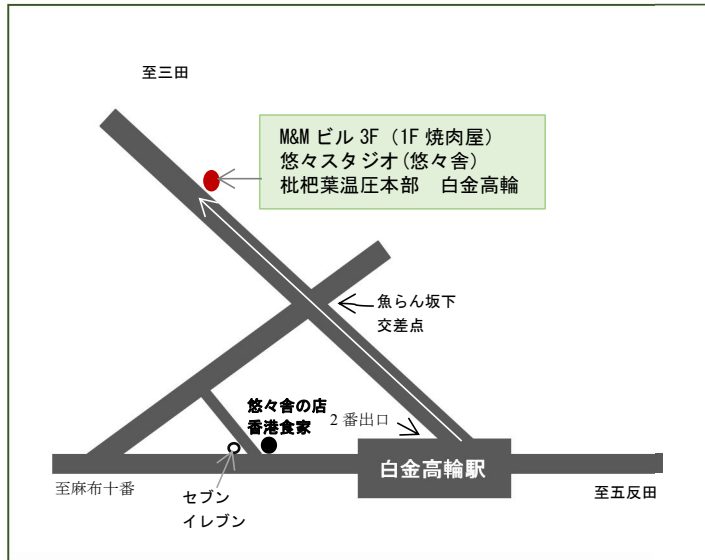 至三田
M&M ビル 3F（1F 焼肉屋）
悠々スタジオ(悠々舎)
枇杷葉温圧本部　白金高輪
魚らん坂下
交差点
悠々舎の店
香港食家
2 番出口
白金高輪駅
至麻布十番
セブン
イレブン
至五反田